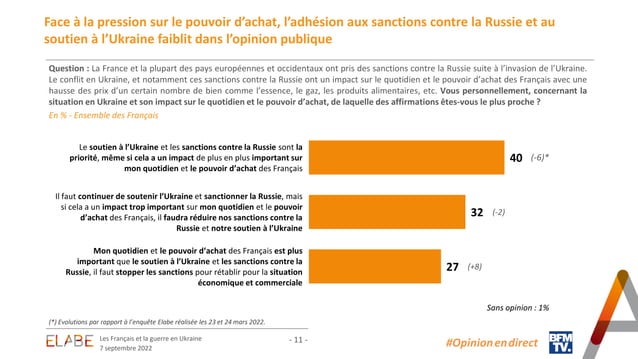 Face à la pression sur le pouvoir d’achat, l’adhésion aux sanctions contre la Russie et au
soutien à l’Ukraine faiblit dans l’opinion publique
Question : La France et la plupart des pays européennes et occidentaux ont pris des sanctions contre la Russie suite à l’invasion de l’Ukraine.
Le conflit en Ukraine, et notamment ces sanctions contre la Russie ont un impact sur le quotidien et le pouvoir d’achat des Français avec une
hausse des prix d’un certain nombre de bien comme l’essence, le gaz, les produits alimentaires, etc. Vous personnellement, concernant la
situation en Ukraine et son impact sur le quotidien et le pouvoir d’achat, de laquelle des affirmations êtes-vous le plus proche ?
En % - Ensemble des Français
Le soutien à l’Ukraine et les sanctions contre la Russie sont la
priorité, même si cela a un impact de plus en plus important sur
mon quotidien et le pouvoir d’achat des Français
40 (-6)*
Il faut continuer de soutenir l’Ukraine et sanctionner la Russie, mais
si cela a un impact trop important sur mon quotidien et le pouvoir
d’achat des Français, il faudra réduire nos sanctions contre la
Russie et notre soutien à l’Ukraine
32 (-2)
Mon quotidien et le pouvoir d’achat des Français est plus
important que le soutien à l’Ukraine et les sanctions contre la
Russie, il faut stopper les sanctions pour rétablir pour la situation
économique et commerciale
27 (+8)
Sans opinion : 1%
(*) Evolutions par rapport à l’enquête Elabe réalisée les 23 et 24 mars 2022.
ELABE
Les Français et la guerre en Ukraine
7 septembre 2022
- 11 -
#Opinionendirect
BFM
TV.